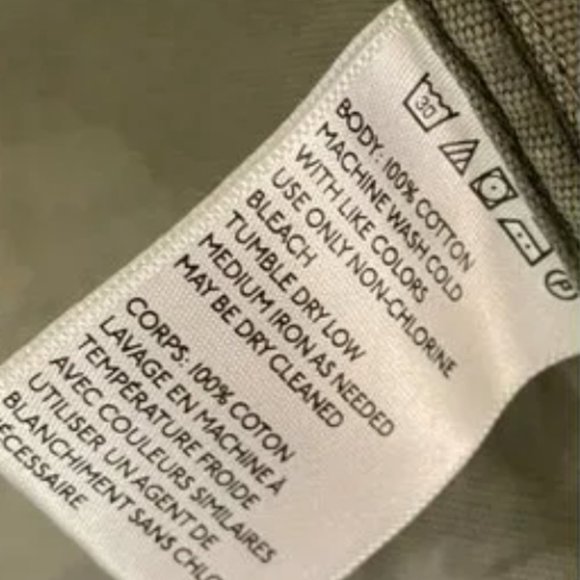 30
P
BODY: 100% COTTON
MACHINE WASH COLD
WITH LIKE COLORS
USE ONLY NON-CHLORINE
BLEACH
TUMBLE DRY LOW
MEDIUM IRON AS NEEDED
MAY BE DRY CLEANED
CORPS: 100% COTON
LAVAGE EN MACHINE À
TEMPÉRATURE FROIDE
AVEC COULEURS SIMILAIRES
UTILISER UN AGENT DE
BLANCHIMENT SANS